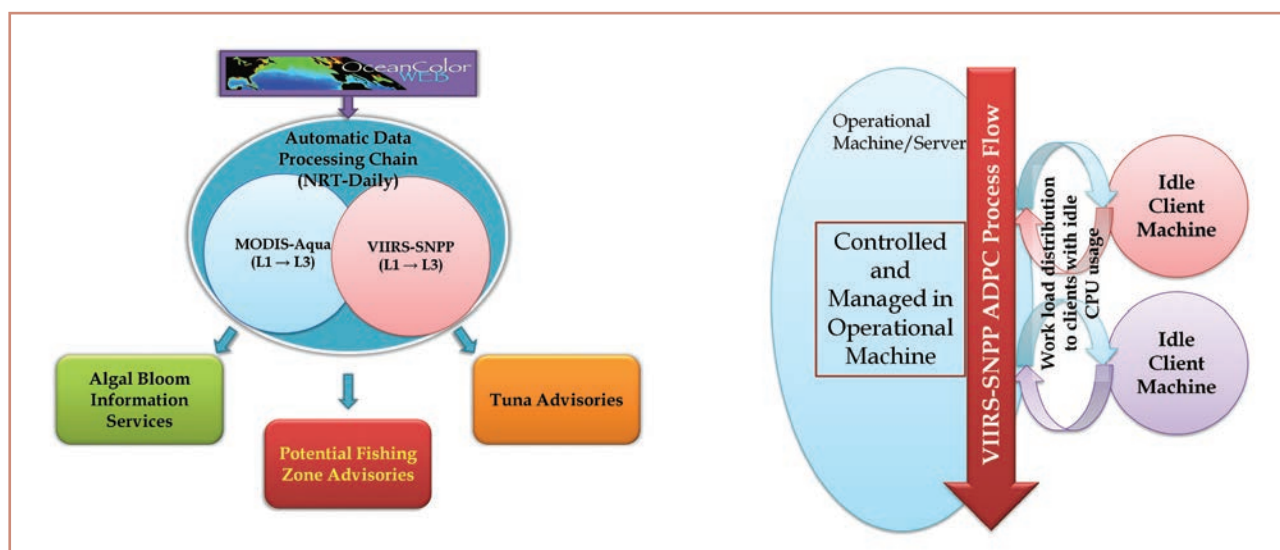 OceanColor
WEB
Automatic Data
Processing Chain
(NRT-Daily)
MODIS-Aqua
(L1 → L3)
VIIRS-SNPP
(L1 → L3)
Algal Bloom
Information
Services
Potential Fishing
Zone Advisories
Tuna Advisories
Operational
Machine/Server
Controlled
and
Managed in
Operational
Machine
VIIRS-SNPP ADPC Process Flow
Work load distribution
to clients with idle
CPU usage
Idle
Client
Machine
Idle
Client
Machine